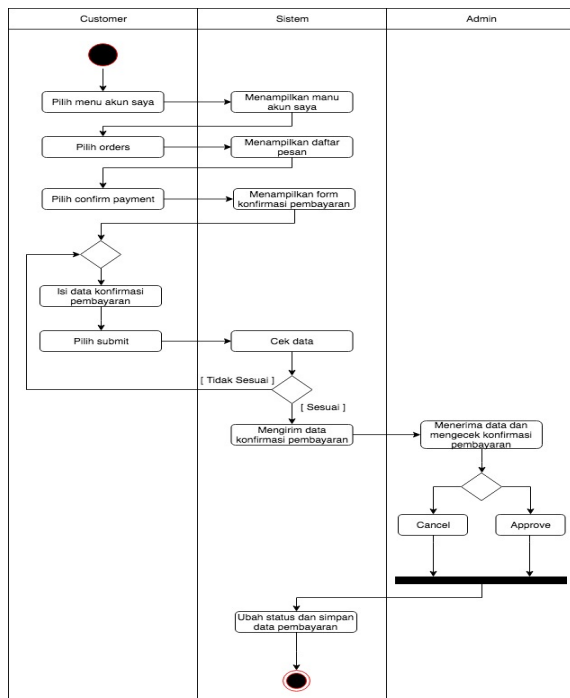 Customer
Sistem
Admin
Pilih menu akun saya
Menampilkan manu
akun saya
Pilih orders
Menampilkan daftar
pesan
Pilih confirm payment
Menampilkan form
konfirmasi pembayaran
Isi data konfirmasi
pembayaran
Pilih submit
Cek data
[ Tidak Sesuai ]
[ Sesuai ]
Mengirim data
konfirmasi pembayaran
Menerima data dan
mengecek konfirmasi
pembayaran
Cancel
Approve
Ubah status dan simpan
data pembayaran